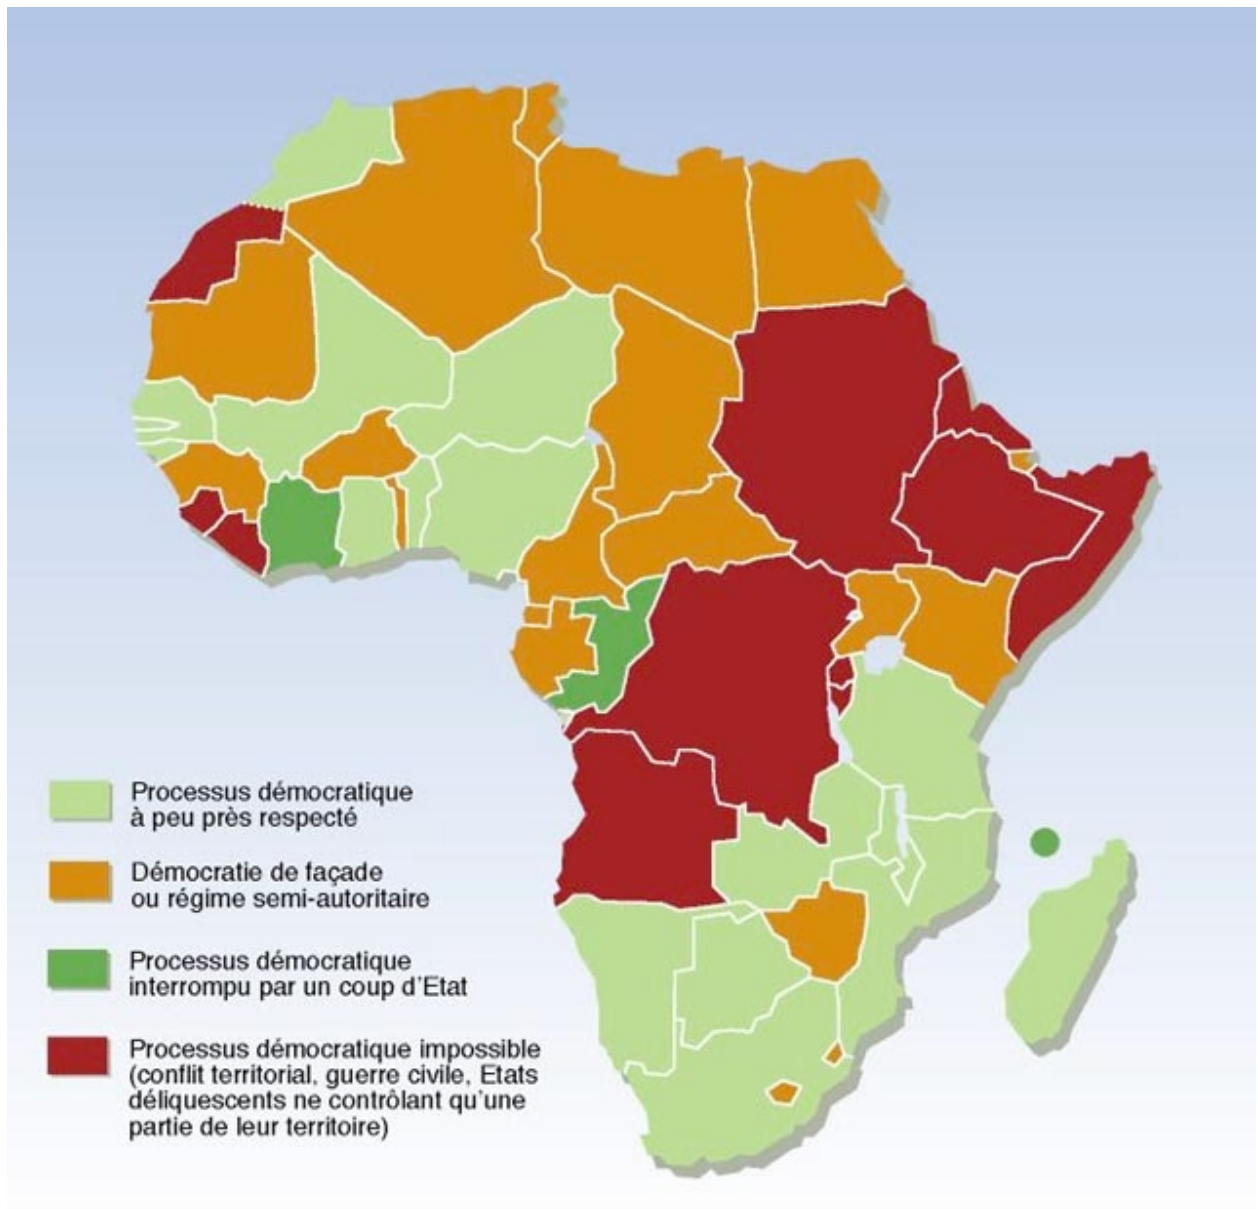 Processus démocratique
à peu près respecté
Démocratie de façade
ou régime semi-autoritaire
Processus démocratique
interrompu par un coup d'Etat
Processus démocratique impossible
(conflit territorial, guerre civile, Etats
déliquescents ne contrôlant qu'une
partie de leur territoire)